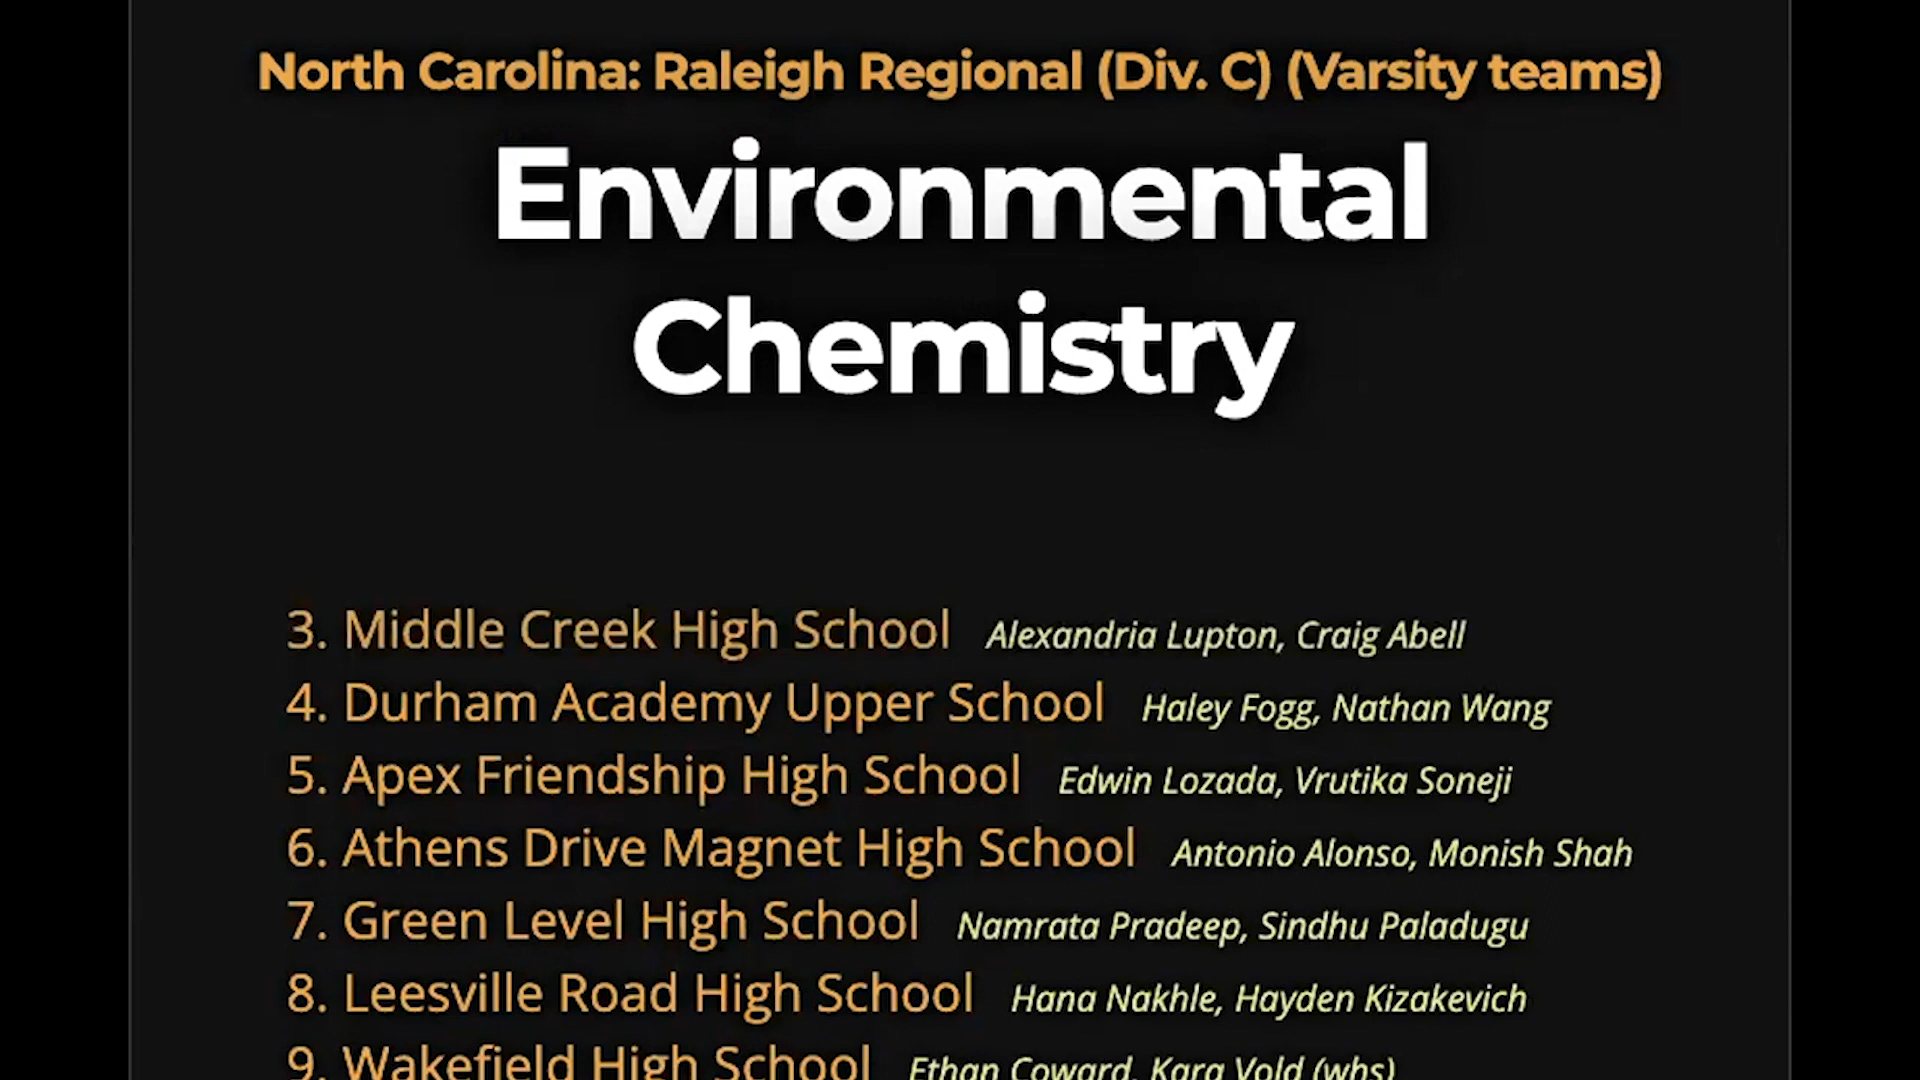 North Carolina: Raleigh Regional (Div. C) (Varsity teams)
Environmental
Chemistry
3. Middle Creek High School Alexandria Lupton, Craig Abell
4. Durham Academy Upper School Haley Fogg, Nathan Wang
5. Apex Friendship High School Edwin Lozada, Vrutika Soneji
6. Athens Drive Magnet High School Antonio Alonso, Monish Shah
7. Green Level High School Namrata Pradeep, Sindhu Paladugu
8. Leesville Road High School Hana Nakhle, Hayden Kizakevich
9. Wakefield High School Ethan Coward, Kara Vold (whs)